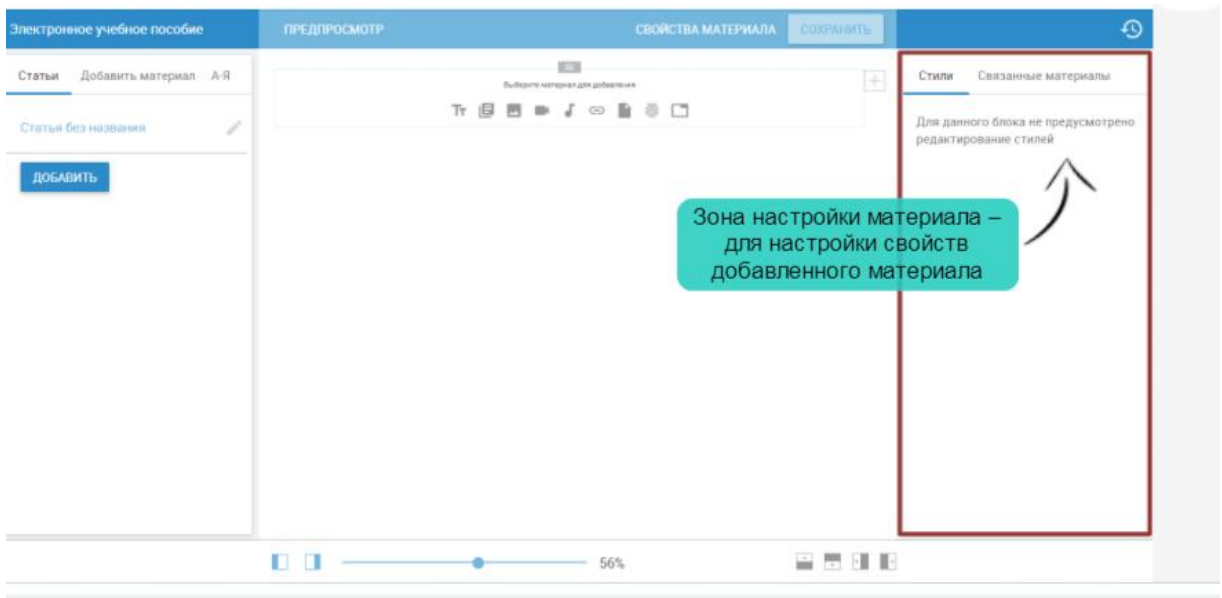 Электронное учебное пособие
ПРЕДПРОСМОТР
СВОЙСТВА МАТЕРИАЛА
СОХРАНИТЬ
Статьи Добавить материал А-Я
Статья без названия
ДОБАВИТЬ
Выберите материал для добавления
Тт
Стили Связанные материалы
Для данного блока не предусмотрено
редактирование стилей
Зона настройки материала –
для настройки свойств
добавленного материала
56%